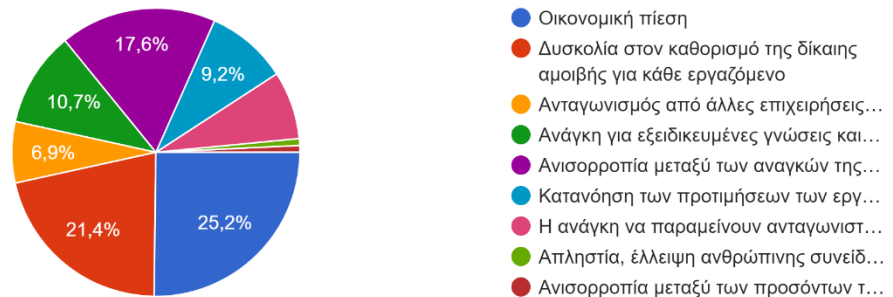 17,6%
9,2%
10,7%
6,9%
21,4%
25,2%
Οικονομική πίεση
Δυσκολία στον καθορισμό της δίκαιης
αμοιβής για κάθε εργαζόμενο
Ανταγωνισμός από άλλες επιχειρήσεις…
Ανάγκη για εξειδικευμένες γνώσεις και…
Ανισορροπία μεταξύ των αναγκών της…
Κατανόηση των προτιμήσεων των εργ…
Η ανάγκη να παραμείνουν ανταγωνιστ…
Απληστία, έλλειψη ανθρώπινης συνείδ…
Ανισορροπία μεταξύ των προσόντων τ…